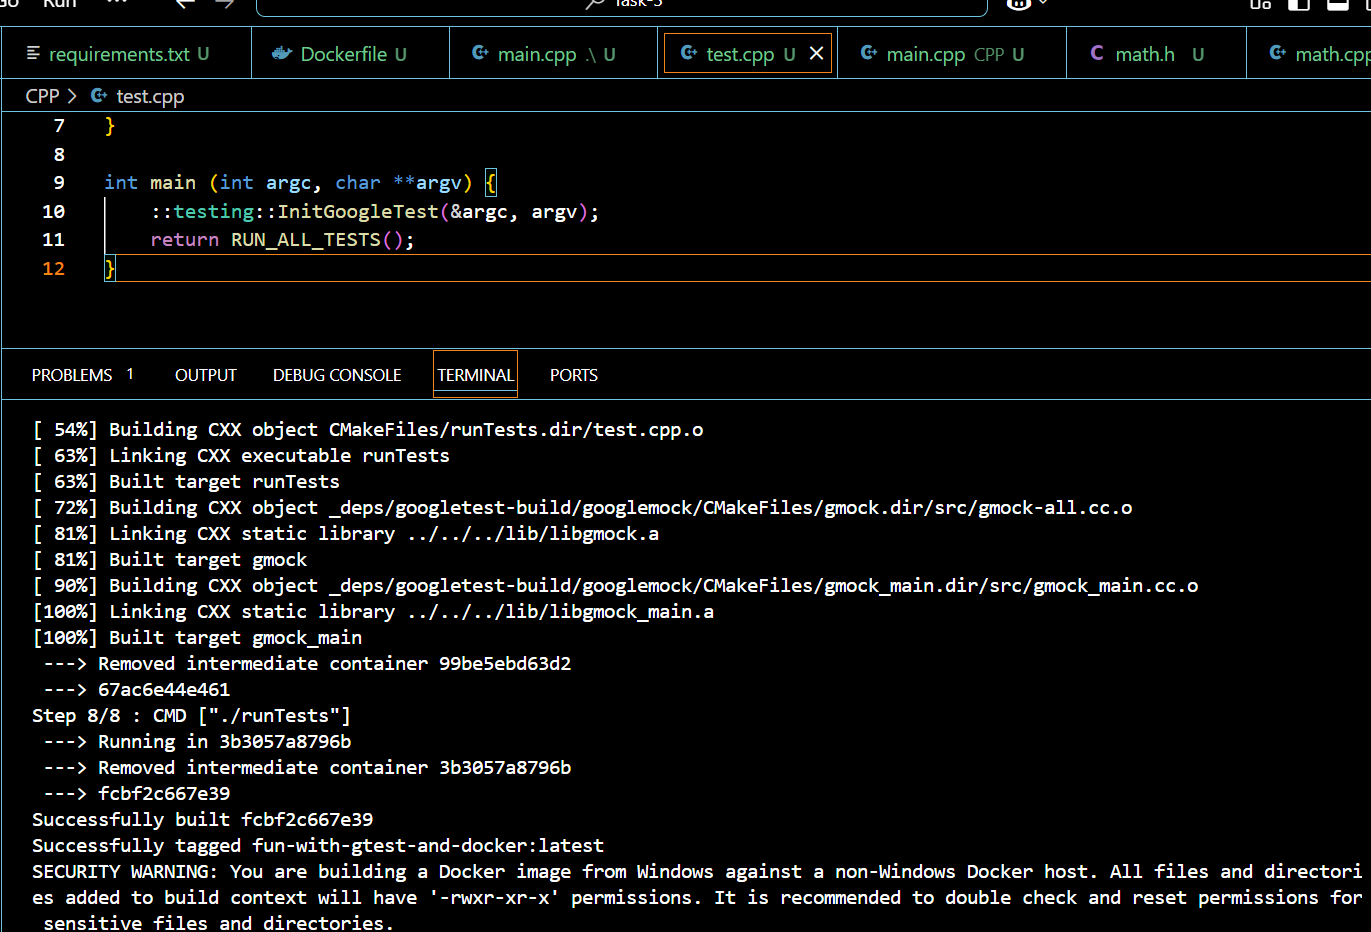 Go Run ... Task-3
requirements.txt U Dockerfile U main.cpp .\ U test.cpp U main.cpp CPP U C math.h U math.cpp
CPP > test.cpp
7 }
8
9 int main (int argc, char **argv) {
10 ::testing::InitGoogleTest(&argc, argv);
11 return RUN_ALL_TESTS();
12 }
PROBLEMS 1 OUTPUT DEBUG CONSOLE TERMINAL PORTS
[ 54%] Building CXX object CMakeFiles/runTests.dir/test.cpp.o
[ 63%] Linking CXX executable runTests
[ 63%] Built target runTests
[ 72%] Building CXX object _deps/googletest-build/googlemock/CMakeFiles/gmock.dir/src/gmock-all.cc.o
[ 81%] Linking CXX static library ../../../lib/libgmock.a
[ 81%] Built target gmock
[ 90%] Building CXX object _deps/googletest-build/googlemock/CMakeFiles/gmock_main.dir/src/gmock_main.cc.o
[100%] Linking CXX static library ../../../lib/libgmock_main.a
[100%] Built target gmock_main
---> Removed intermediate container 99be5ebd63d2
---> 67ac6e44e461
Step 8/8 : CMD ["./runTests"]
---> Running in 3b3057a8796b
---> Removed intermediate container 3b3057a8796b
---> fcbf2c667e39
Successfully built fcbf2c667e39
Successfully tagged fun-with-gtest-and-docker:latest
SECURITY WARNING: You are building a Docker image from Windows against a non-Windows Docker host. All files and directori
es added to build context will have '-rwxr-xr-x' permissions. It is recommended to double check and reset permissions for
sensitive files and directories.